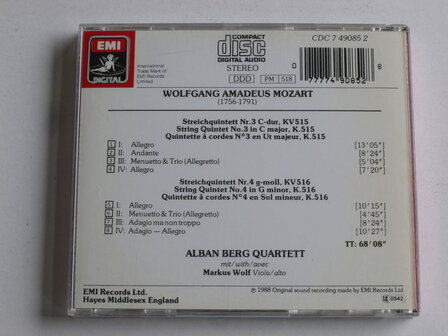 EMI
DIGITAL
International
Trade Mark of
EMI Records
Limited
COMPACT
disc
DIGITAL AUDIO
STEREO
DDD PM 518
CDC 7 49085 2
0 77774 90852 8
WOLFGANG AMADEUS MOZART
(1756-1791)
Streichquintett Nr.3 C-dur, KV515
String Quintet No.3 in C major, K.515
Quintette à cordes N°3 en Ut majeur, K.515
1 I: Allegro [13'05"]
2 II: Andante [8'24"]
3 III: Menuetto & Trio (Allegretto) [5'04"]
4 IV: Allegro [7'20"]
Streichquintett Nr.4 g-moll, KV516
String Quintet No.4 in G minor, K.516
Quintette à cordes N°4 en Sol mineur, K.516
5 I: Allegro [10'15"]
6 II: Menuetto & Trio (Allegretto) [4'45"]
7 III: Adagio ma non troppo [8'24"]
8 IV: Adagio — Allegro [10'27"]
TT: 68'08"
ALBAN BERG QUARTETT
mit/with/avec
Markus Wolf Viola/alto
EMI Records Ltd.
Hayes Middlesex England
℗ 1988 Original sound recording made by EMI Records Ltd.
0542